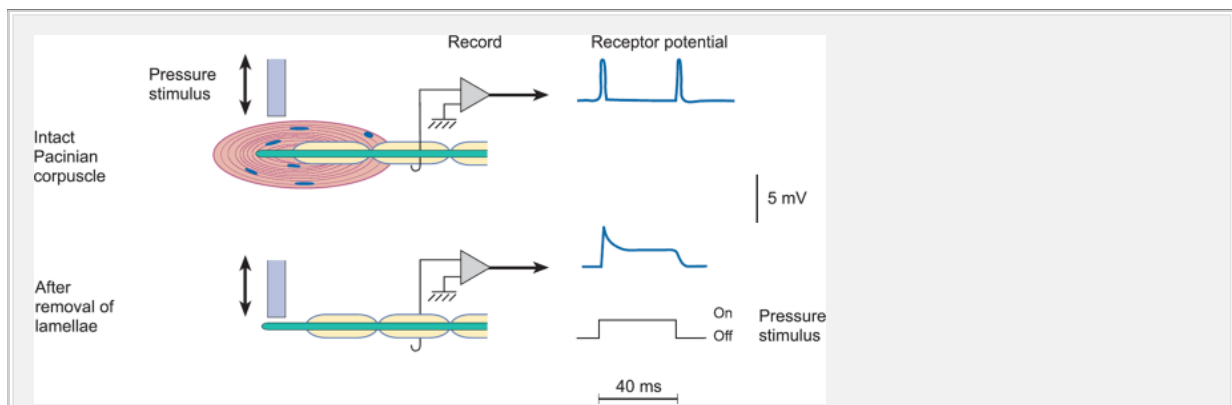 Record
Receptor potential
Pressure
stimulus
Intact
Pacinian
corpuscle
5 mV
After
removal of
lamellae
On
Off
Pressure
stimulus
40 ms